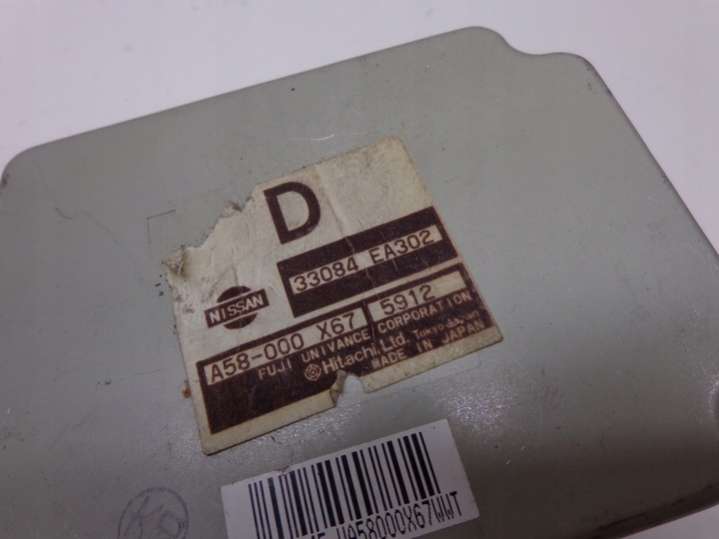 D
33084 EA302
NISSAN
A58-000 X67 5912
FUJI UNIVANCE CORPORATION
Hitachi, Ltd. Tokyo Japan
MADE IN JAPAN